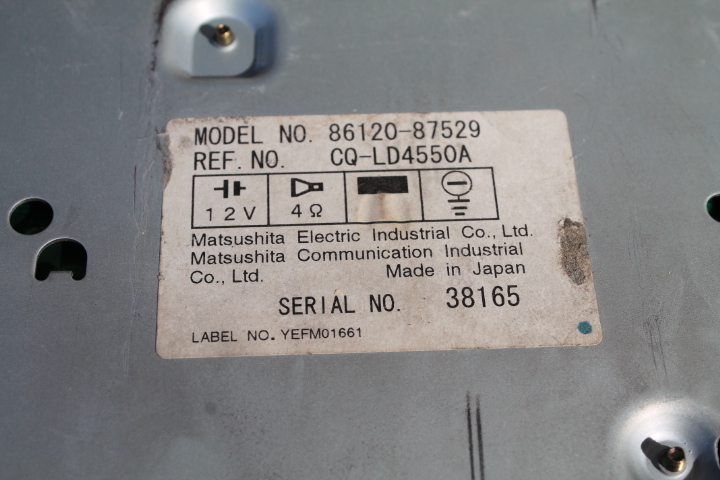 MODEL NO. 86120-87529
REF. NO. CQ-LD4550A
12V 4Ω
Matsushita Electric Industrial Co., Ltd.
Matsushita Communication Industrial
Co., Ltd. Made in Japan
SERIAL NO. 38165
LABEL NO. YEFM01661